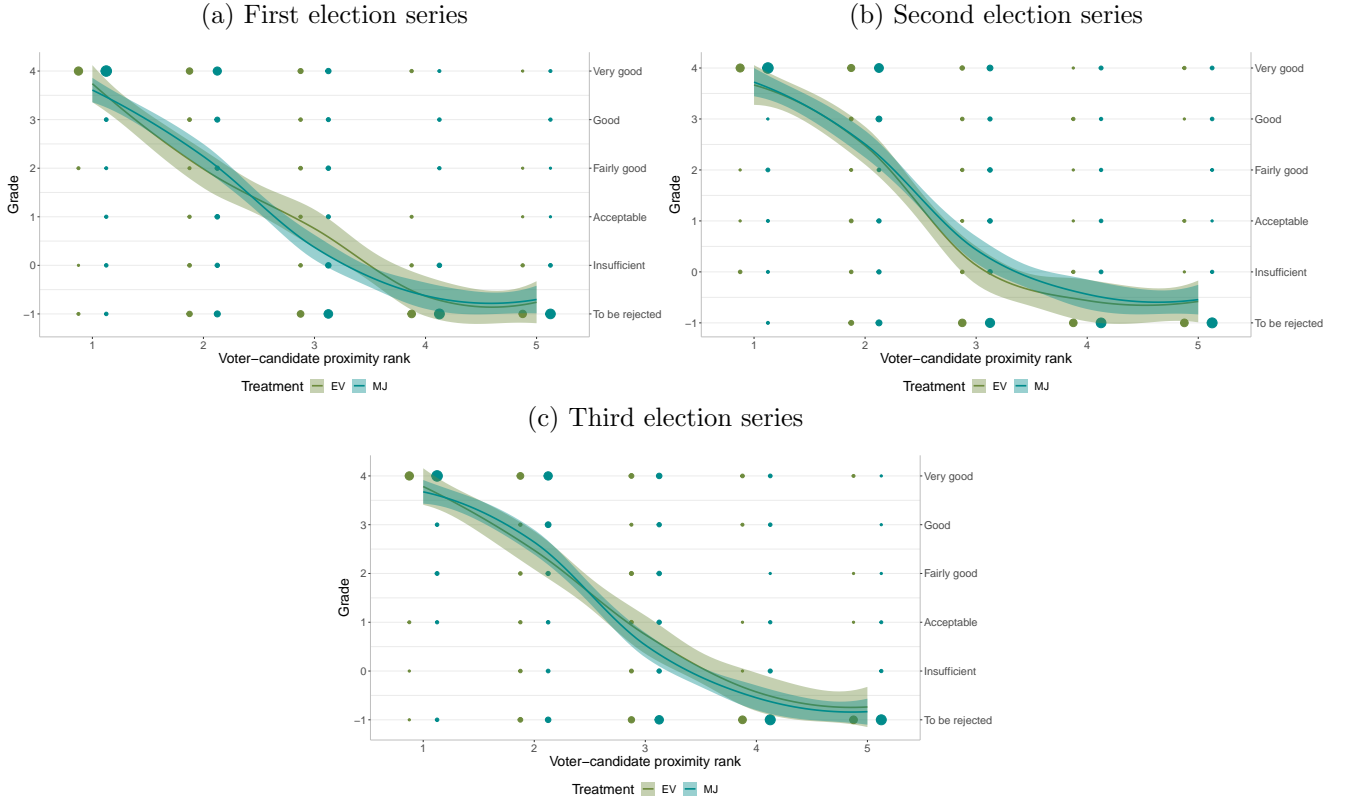 (a) First election series
(b) Second election series
Grade
4
3
2
1
0
−1
Very good
Good
Fairly good
Acceptable
Insufficient
To be rejected
1 2 3 4 5
Voter−candidate proximity rank
Treatment EV MJ
Grade
4
3
2
1
0
−1
Very good
Good
Fairly good
Acceptable
Insufficient
To be rejected
1 2 3 4 5
Voter−candidate proximity rank
Treatment EV MJ
(c) Third election series
Grade
4
3
2
1
0
−1
Very good
Good
Fairly good
Acceptable
Insufficient
To be rejected
1 2 3 4 5
Voter−candidate proximity rank
Treatment EV MJ